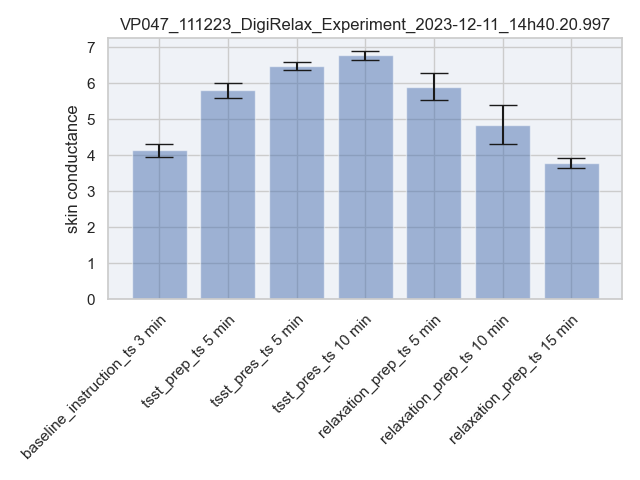 VP047_111223_DigiRelax_Experiment_2023-12-11_14h40.20.997
skin conductance
7
6
5
4
3
2
1
0
baseline_instruction_ts 3 min
tsst_prep_ts 5 min
tsst_pres_ts 5 min
tsst_pres_ts 10 min
relaxation_prep_ts 5 min
relaxation_prep_ts 10 min
relaxation_prep_ts 15 min